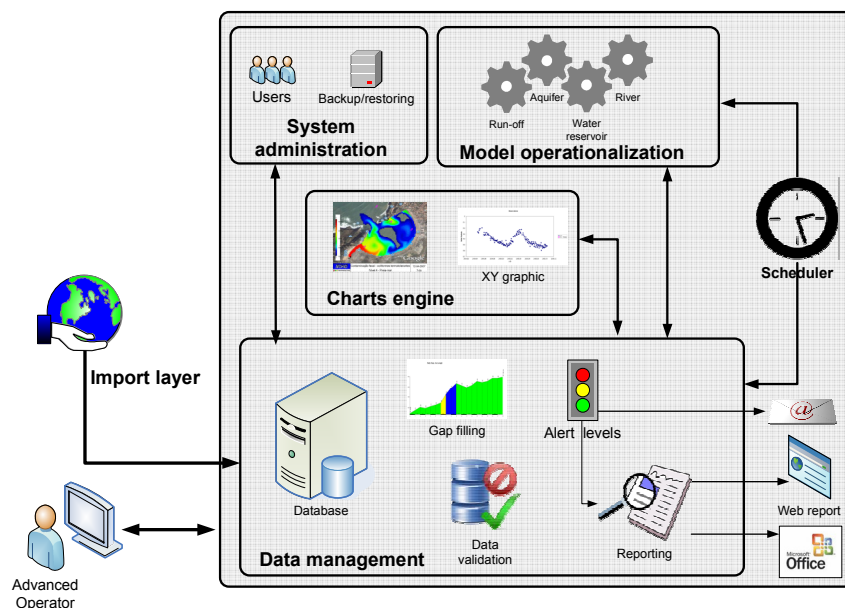 Users
Backup/restoring
System
administration
Run-off
Aquifer
Water
reservoir
River
Model operationalization
Scheduler
XY graphic
Charts engine
Import layer
Gap filling
Alert levels
@
Database
Data
validation
Reporting
Web report
Microsoft
Office
Data management
Advanced
Operator